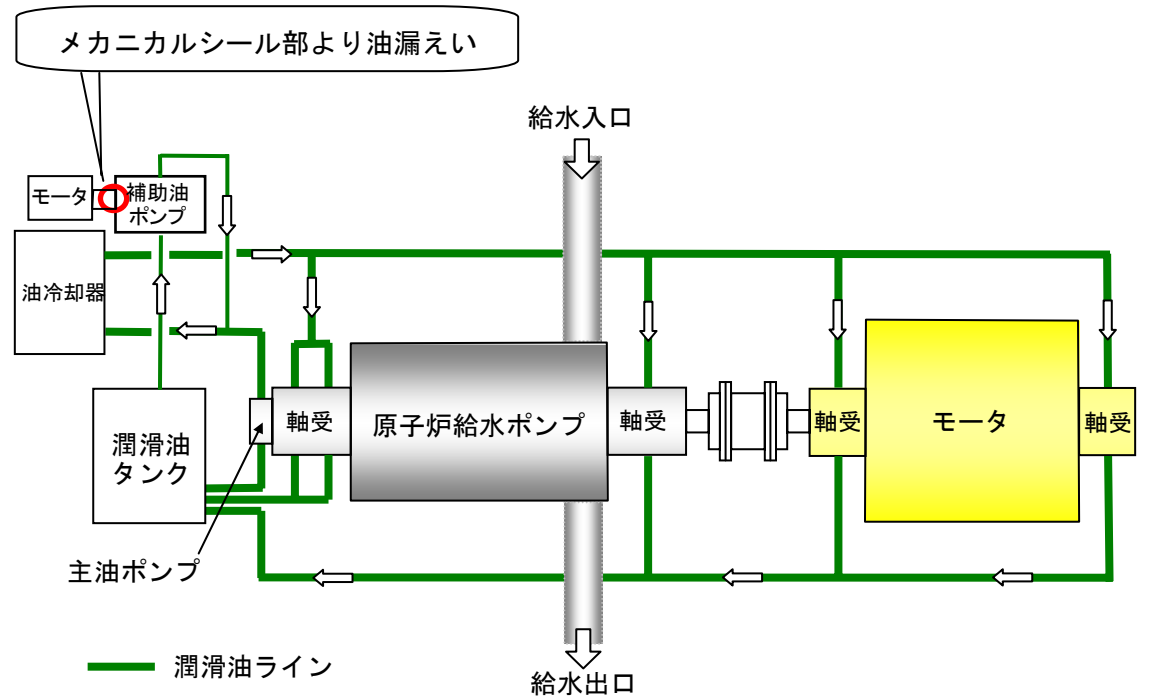 メカニカルシール部より油漏えい
給水入口
モータ
補助油
ポンプ
油冷却器
軸受
原子炉給水ポンプ
軸受
軸受
モータ
軸受
潤滑油
タンク
主油ポンプ
潤滑油ライン
給水出口